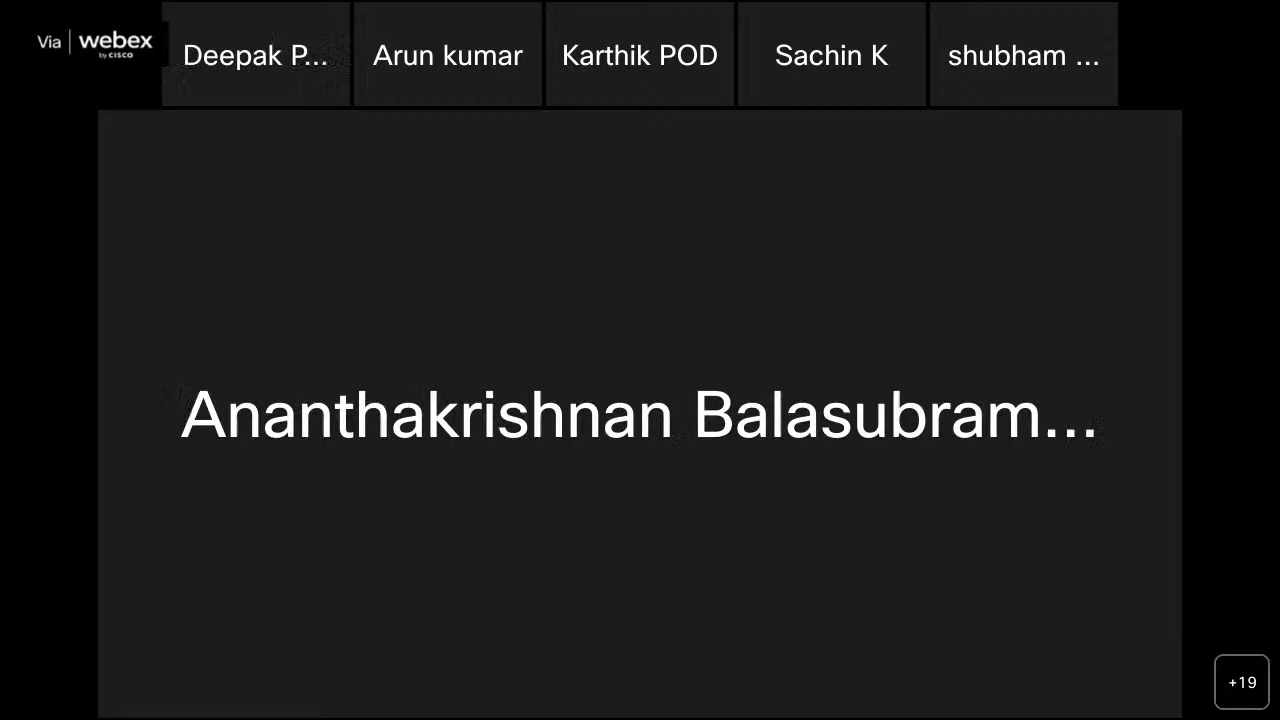 Via webex
by CISCO
Deepak P...
Arun kumar
Karthik POD
Sachin K
shubham ...
Ananthakrishnan Balasubram...
+19